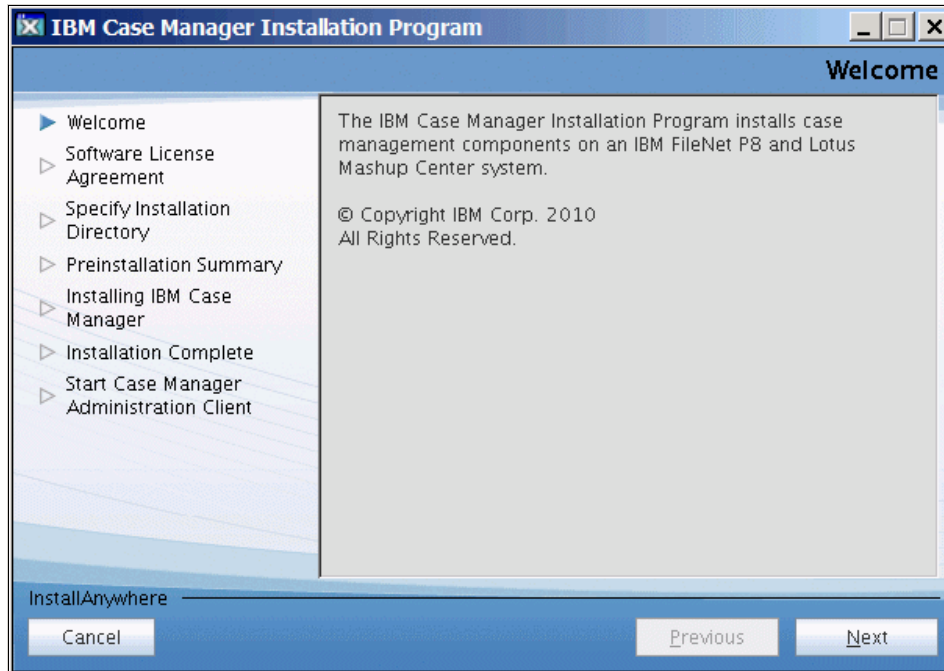 IBM Case Manager Installation Program
Welcome
Welcome
Software License
Agreement
Specify Installation
Directory
Preinstallation Summary
Installing IBM Case
Manager
Installation Complete
Start Case Manager
Administration Client
The IBM Case Manager Installation Program installs case
management components on an IBM FileNet P8 and Lotus
Mashup Center system.
© Copyright IBM Corp. 2010
All Rights Reserved.
InstallAnywhere
Cancel
Previous
Next